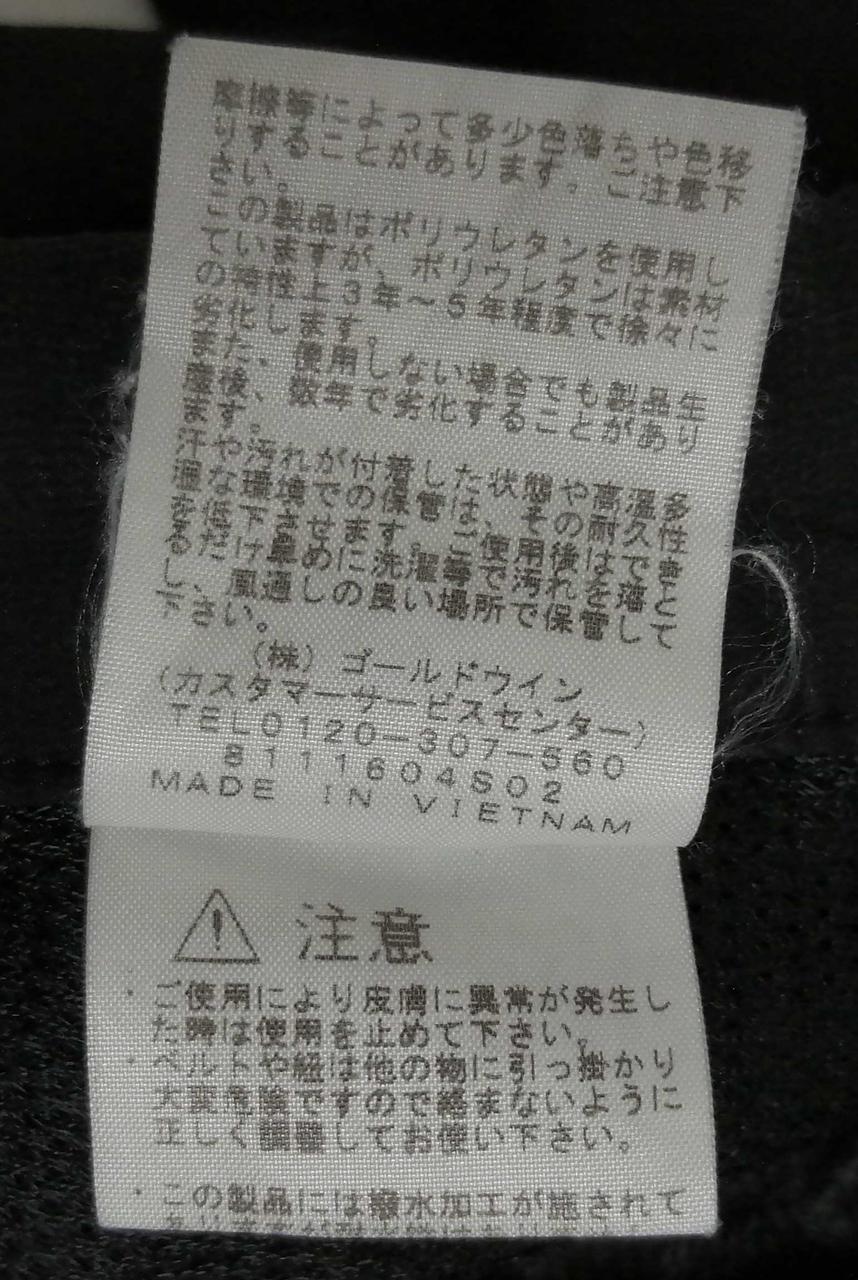 摩擦等によって多少色落ちや色移
りすることがあります。ご注意下
さい。
この製品はポリウレタンを使用し
ていますが、ポリウレタンは素材
の特性上3年～5年程度で徐々に
劣化します。
また、使用しない場合でも製品生
産後、数年で劣化することがあり
ます。
汗や汚れが付着した状態や高温多
湿な環境での保管は、その耐久性
を低下させます。ご使用後はできる
だけ早めに洗濯等で汚れを落とし、
風通しの良い場所で保管して
下さい。
(株)ゴールドウイン
(カスタマーサービスセンター)
TEL0120-307-560
8111604S02
MADE IN VIETNAM
注意
・ご使用により皮膚に異常が発生し
た時は使用を止めて下さい。
・ベルトや紐は他の物に引っ掛かり
大変危険ですので絡まないように
正しく調整してお使い下さい。
・この製品には撥水加工が施されて